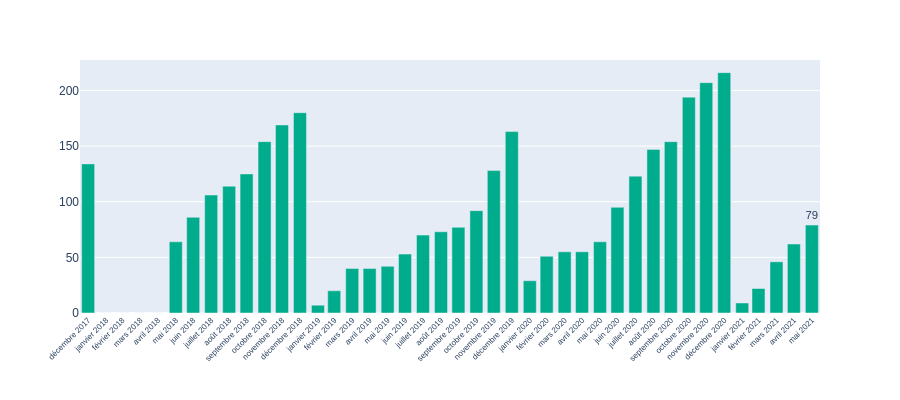 200
150
100
50
0
79
décembre 2017
janvier 2018
février 2018
mars 2018
avril 2018
mai 2018
juin 2018
juillet 2018
août 2018
septembre 2018
octobre 2018
novembre 2018
décembre 2018
janvier 2019
février 2019
mars 2019
avril 2019
mai 2019
juin 2019
juillet 2019
août 2019
septembre 2019
octobre 2019
novembre 2019
décembre 2019
janvier 2020
février 2020
mars 2020
avril 2020
mai 2020
juin 2020
juillet 2020
août 2020
septembre 2020
octobre 2020
novembre 2020
décembre 2020
janvier 2021
février 2021
mars 2021
avril 2021
mai 2021